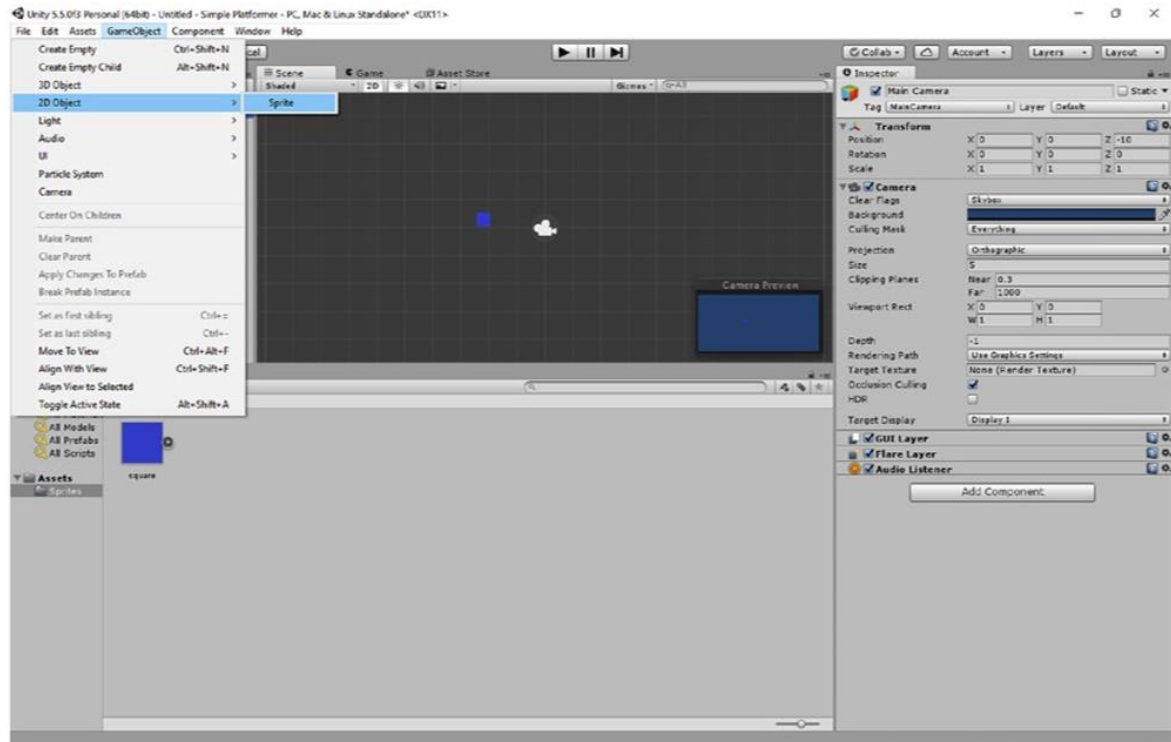 Unity 5.5.0f3 Personal (64bit) - Untitled - Simple Platformer - PC, Mac & Linux Standalone* <DX11>
File Edit Assets GameObject Component Window Help
Create Empty Ctrl+Shift+N
Create Empty Child Alt+Shift+N
3D Object >
2D Object >
Sprite
Light >
Audio >
UI >
Particle System
Camera
Center On Children
Make Parent
Clear Parent
Apply Changes To Prefab
Break Prefab Instance
Set as first sibling Ctrl+=
Set as last sibling Ctrl+-
Move To View Ctrl+Alt+F
Align With View Ctrl+Shift+F
Align View to Selected
Toggle Active State Alt+Shift+A
Collab Account Layers Layout
Scene Game Asset Store
Shaded 2D Gizmos All
Camera Preview
All Models
All Prefabs
All Scripts
Assets
Sprites
square
Inspector
Main Camera Static
Tag MainCamera Layer Default
Transform
Position X 0 Y 0 Z -10
Rotation X 0 Y 0 Z 0
Scale X 1 Y 1 Z 1
Camera
Clear Flags Skybox
Background
Culling Mask Everything
Projection Orthographic
Size 5
Clipping Planes Near 0.3
Far 1000
Viewport Rect X 0 Y 0
W 1 H 1
Depth -1
Rendering Path Use Graphics Settings
Target Texture None (Render Texture)
Occlusion Culling
HDR
Target Display Display 1
GUI Layer
Flare Layer
Audio Listener
Add Component